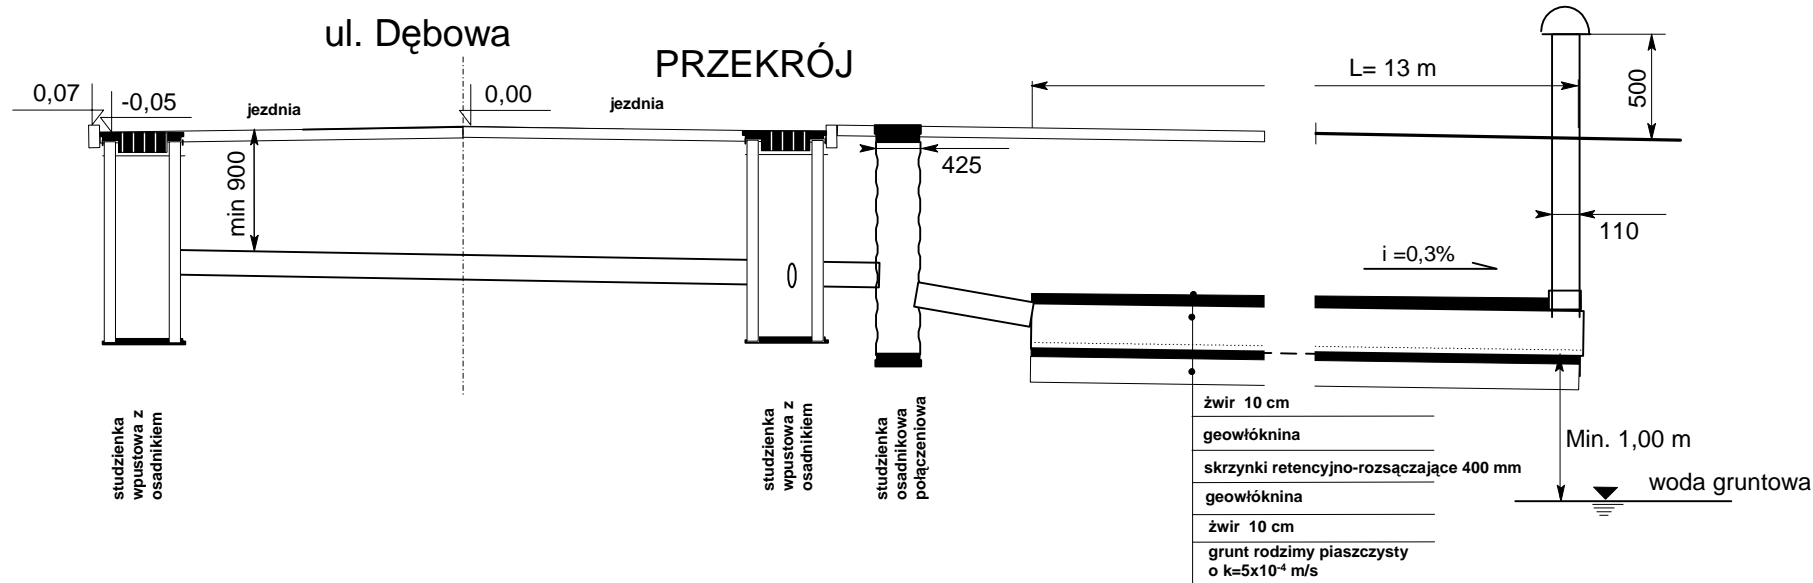 ul. Dębowa
PRZEKRÓJ
L= 13 m
500
0,07
-0,05
jezdnia
0,00
jezdnia
min 900
425
110
i =0,3%
studzienka
wpustowa z
osadnikiem
studzienka
wpustowa z
osadnikiem
studzienka
osadnikowa
połączeniowa
żwir 10 cm
geowłóknina
skrzynki retencyjno-rozsączające 400 mm
geowłóknina
żwir 10 cm
grunt rodzimy piaszczysty
o k=5x10⁻⁴ m/s
Min. 1,00 m
woda gruntowa